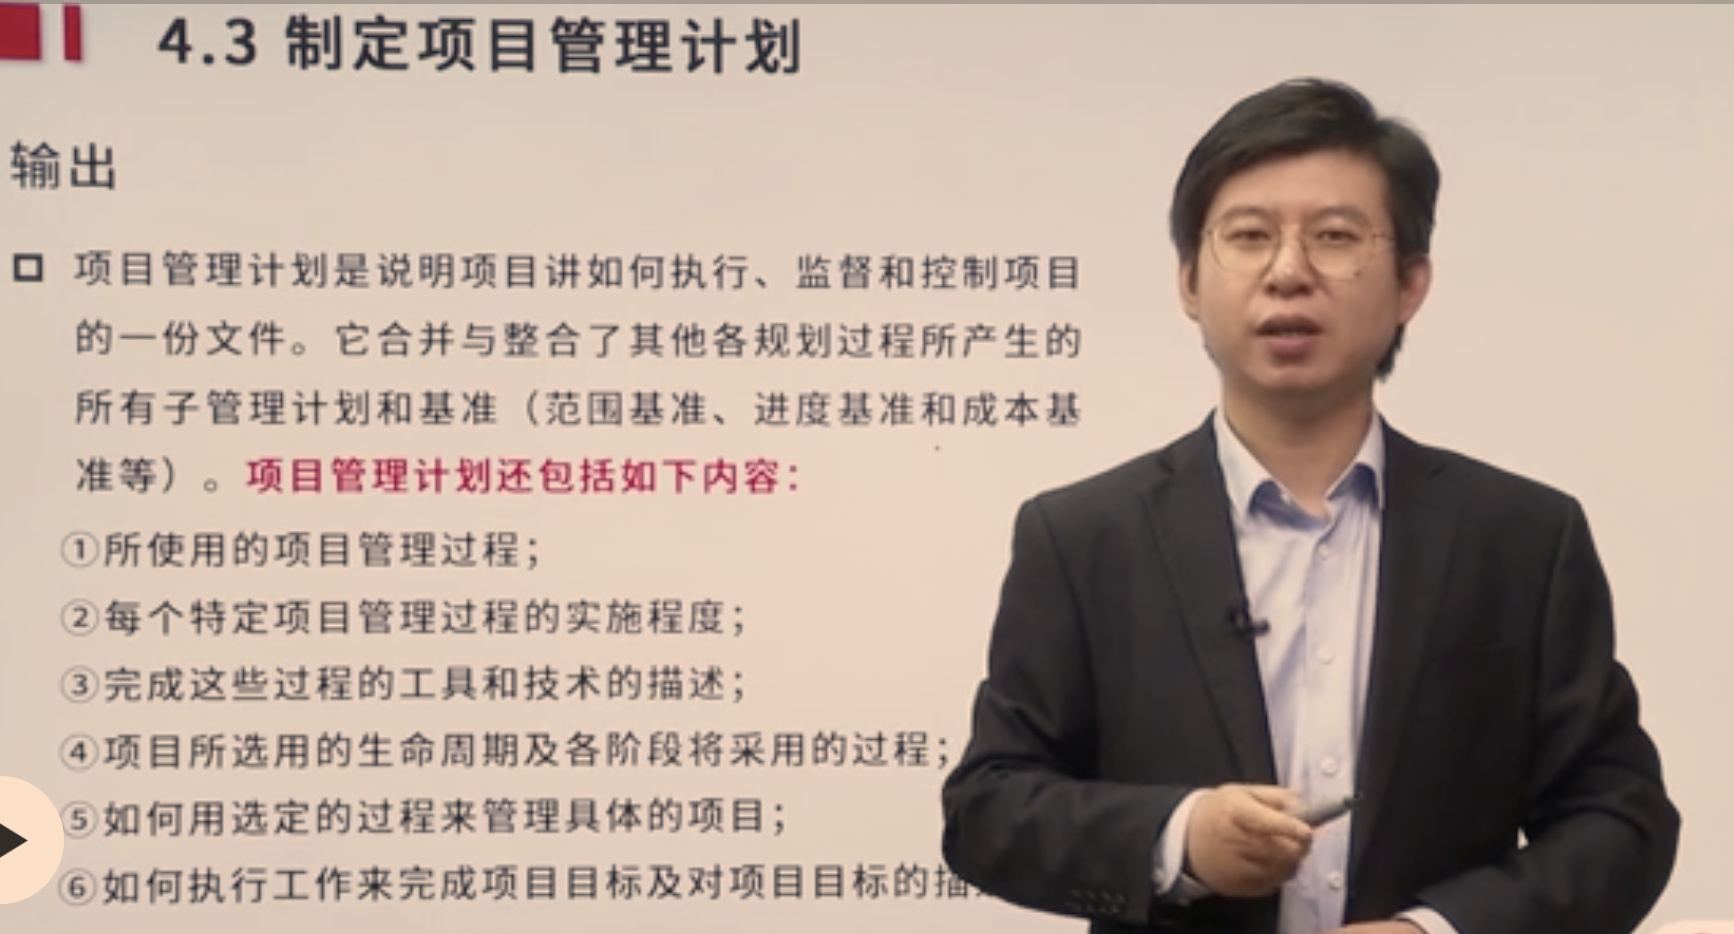 4.3 制定项目管理计划
输出
项目管理计划是说明项目讲如何执行、监督和控制项目
的一份文件。它合并与整合了其他各规划过程所产生的
所有子管理计划和基准（范围基准、进度基准和成本基
准等）。项目管理计划还包括如下内容：
①所使用的项目管理过程；
②每个特定项目管理过程的实施程度；
③完成这些过程的工具和技术的描述；
④项目所选用的生命周期及各阶段将采用的过程；
⑤如何用选定的过程来管理具体的项目；
⑥如何执行工作来完成项目目标及对项目目标的描